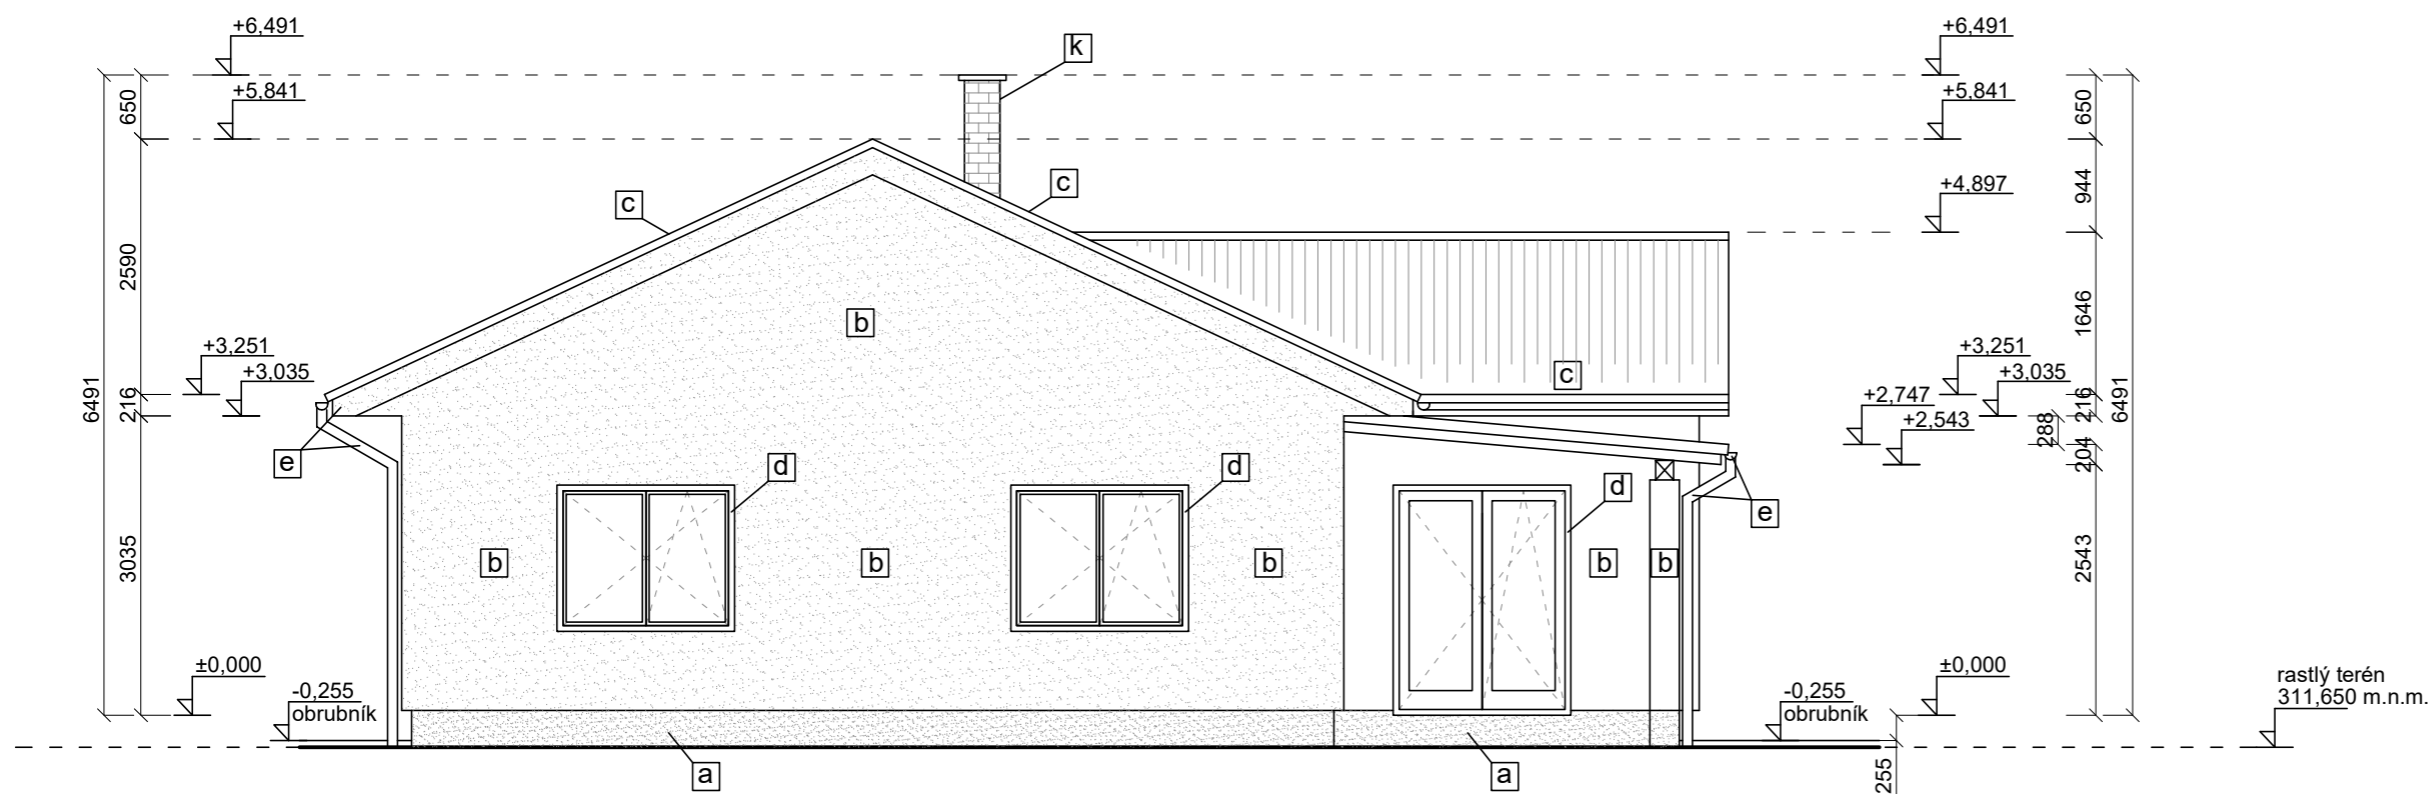 +6,491
+6,491
k
+5,841
+5,841
650
650
c
c
+4,897
944
2590
b
1646
+3,251
+3,251
+3,035
c
+3,035
216
6491
+2,747
216
6491
+2,543
288
204
e
d
d
d
e
3035
b
b
b
b
b
2543
±0,000
±0,000
-0,255
obrubník
-0,255
obrubník
rastlý terén
311,650 m.n.m.
a
a
255